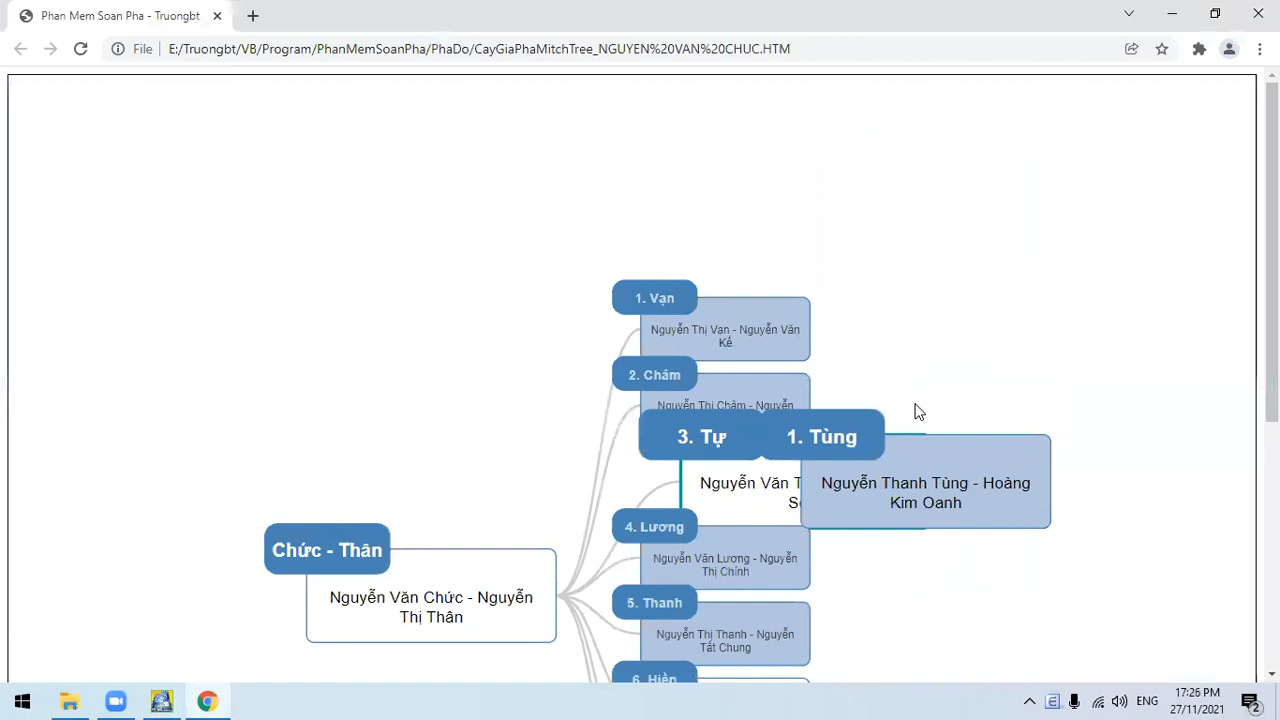 Phan Mem Soan Pha - Truongbt
File
E:/Truongbt/VB/Program/PhanMemSoanPha/PhaDo/CayGiaPhaMitchTree_NGUYEN%20VAN%20CHUC.HTM
1. Vạn
Nguyễn Thị Vạn - Nguyễn Văn
Kế
2. Châm
Nguyễn Thị Châm - Nguyễn
3. Tự
Nguyễn Văn T
1. Tùng
Nguyễn Thanh Tùng - Hoàng
Kim Oanh
4. Lương
Nguyễn Văn Lương - Nguyễn
Thị Chính
Chức - Thân
Nguyễn Văn Chức - Nguyễn
Thị Thân
5. Thanh
Nguyễn Thị Thanh - Nguyễn
Tất Chung
6. Hiền
ENG
17:26 PM
27/11/2021
2